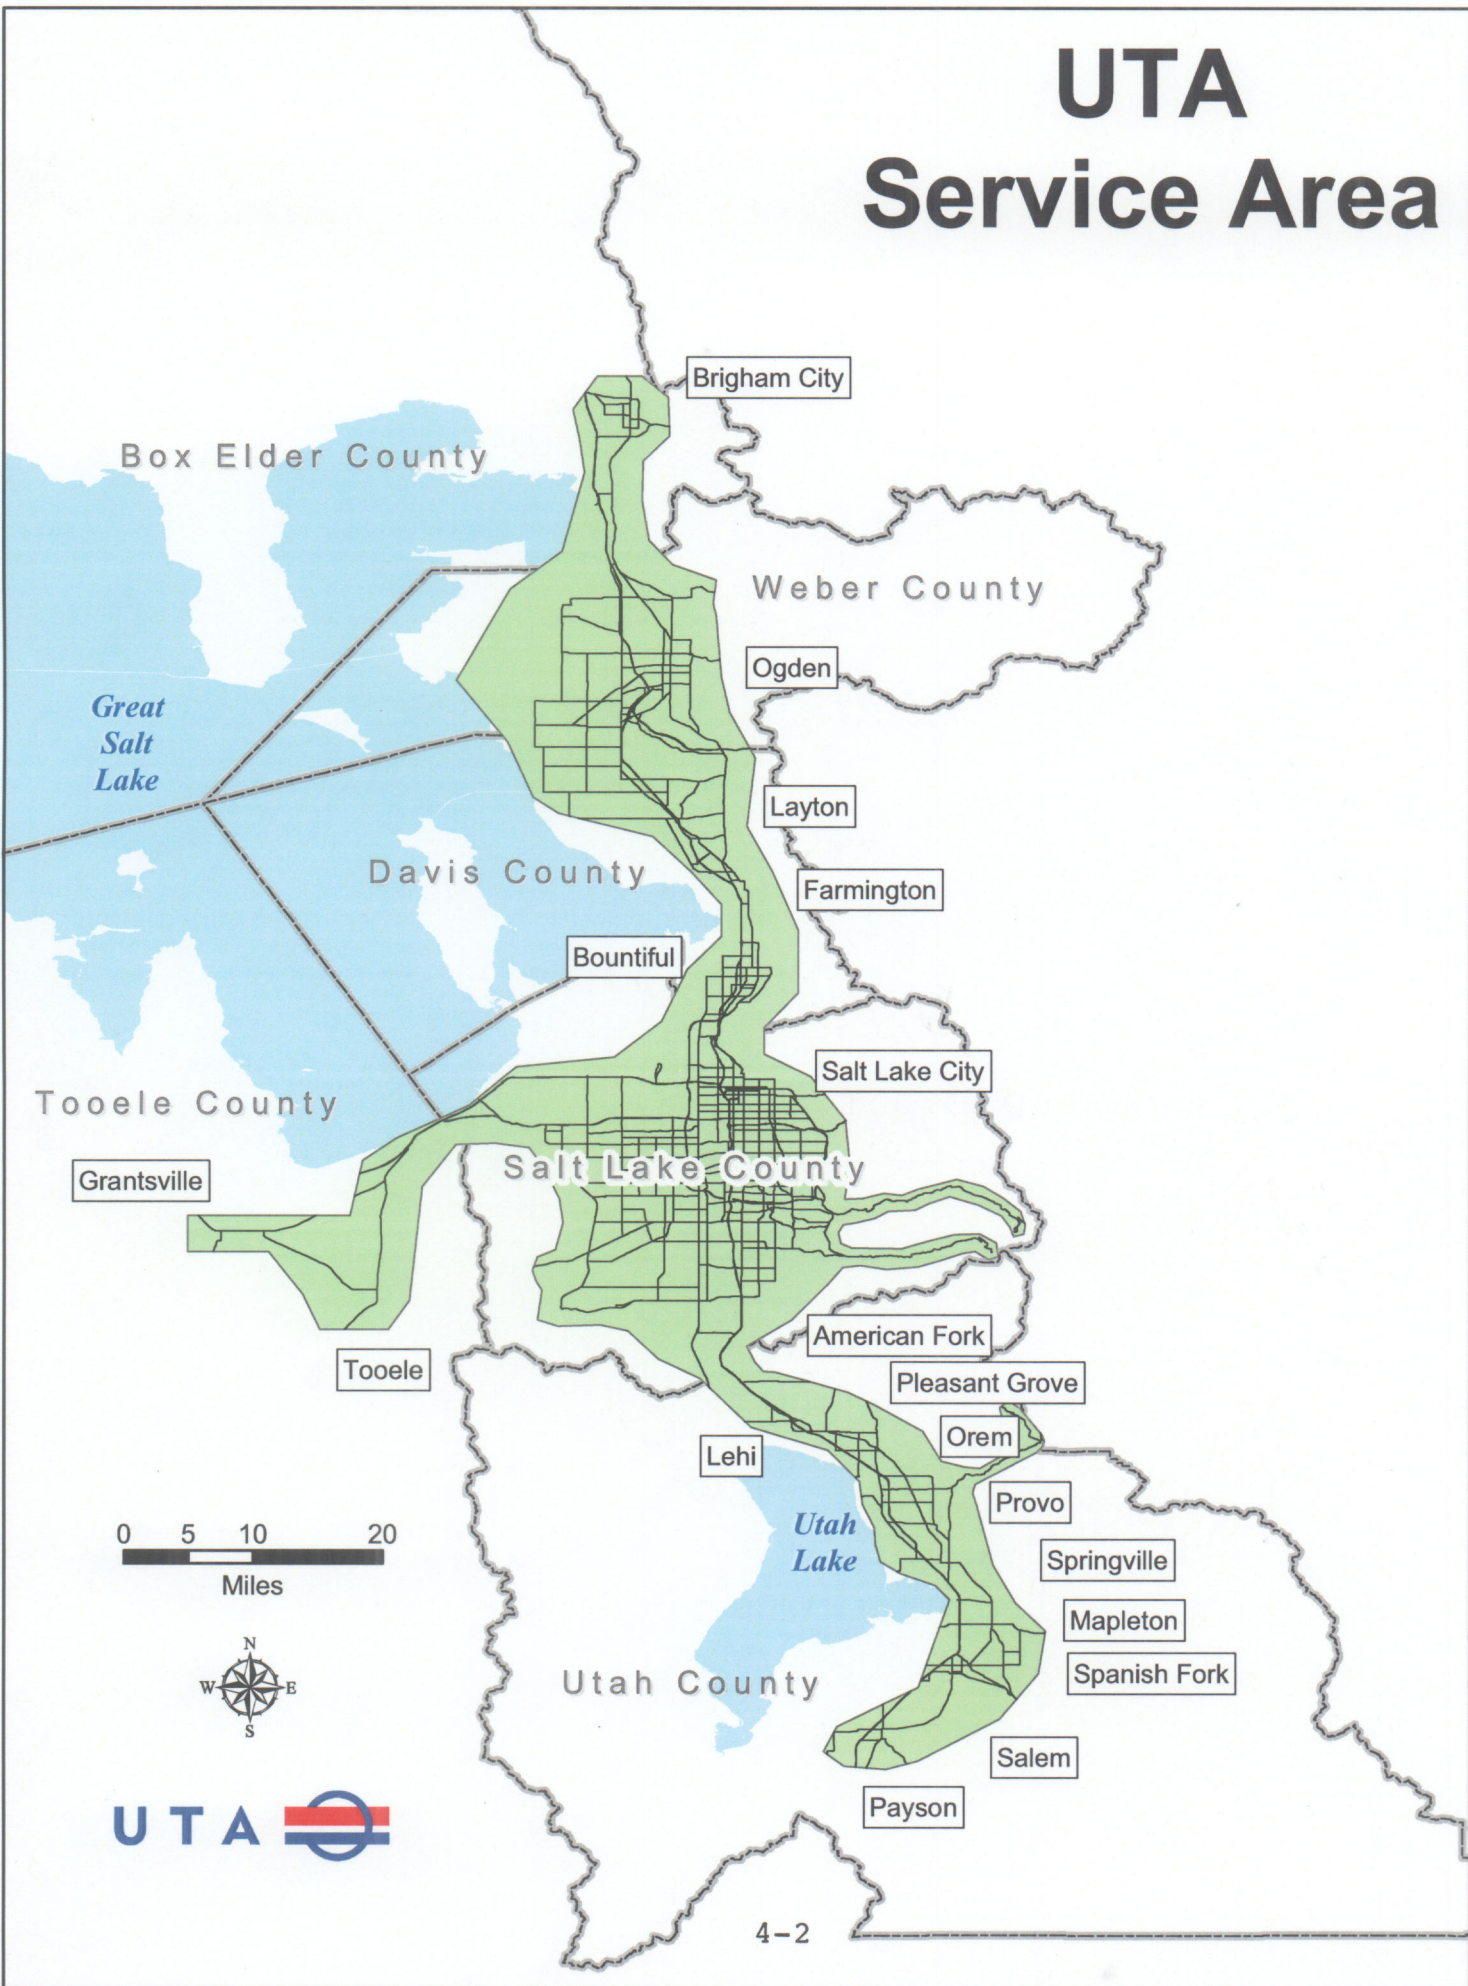 UTA
Service Area
Brigham City
Box Elder County
Weber County
Ogden
Great
Salt
Lake
Layton
Davis County
Farmington
Bountiful
Salt Lake City
Tooele County
Salt Lake County
Grantsville
American Fork
Tooele
Pleasant Grove
Orem
Lehi
Provo
Utah
Lake
0 5 10 20
Miles
Springville
Mapleton
N
W E
S
Spanish Fork
Utah County
Salem
Payson
UTA
4-2